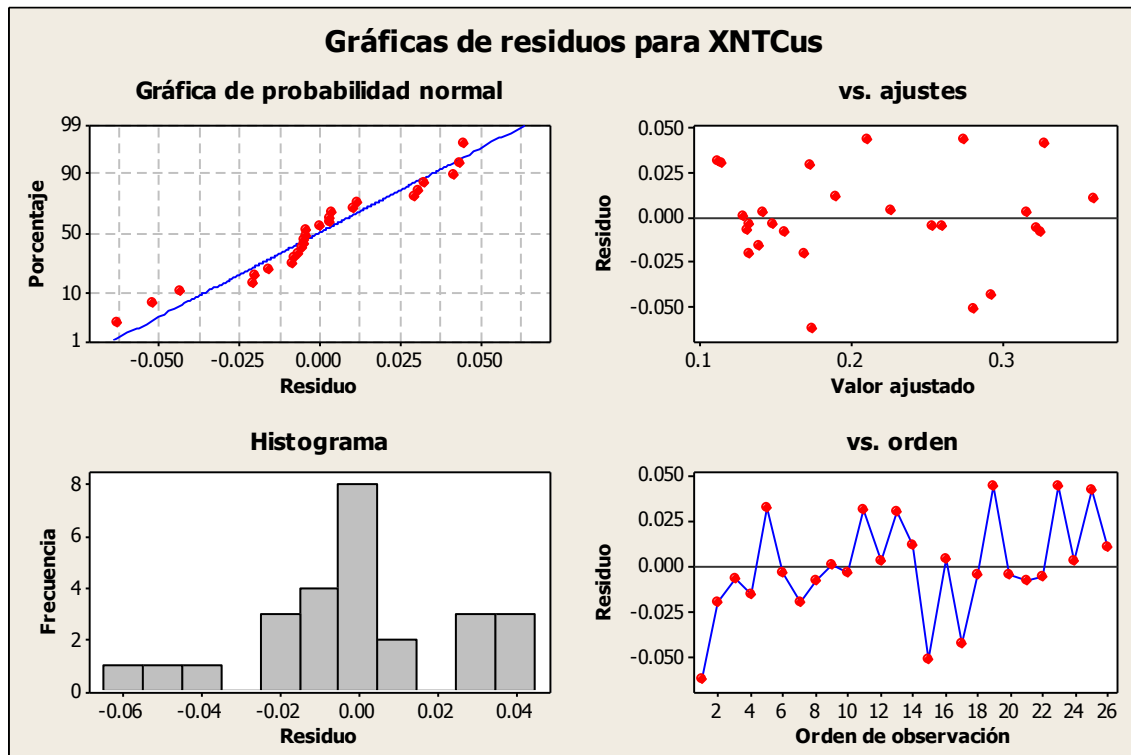 Gráficas de residuos para XNTCus
Gráfica de probabilidad normal
99
90
50
10
1
Porcentaje
-0.050 -0.025 0.000 0.025 0.050
Residuo
vs. ajustes
0.050
0.025
0.000
-0.025
-0.050
Residuo
0.1 0.2 0.3
Valor ajustado
Histograma
8
6
4
2
0
Frecuencia
-0.06 -0.04 -0.02 0.00 0.02 0.04
Residuo
vs. orden
0.050
0.025
0.000
-0.025
-0.050
Residuo
2 4 6 8 10 12 14 16 18 20 22 24 26
Orden de observación